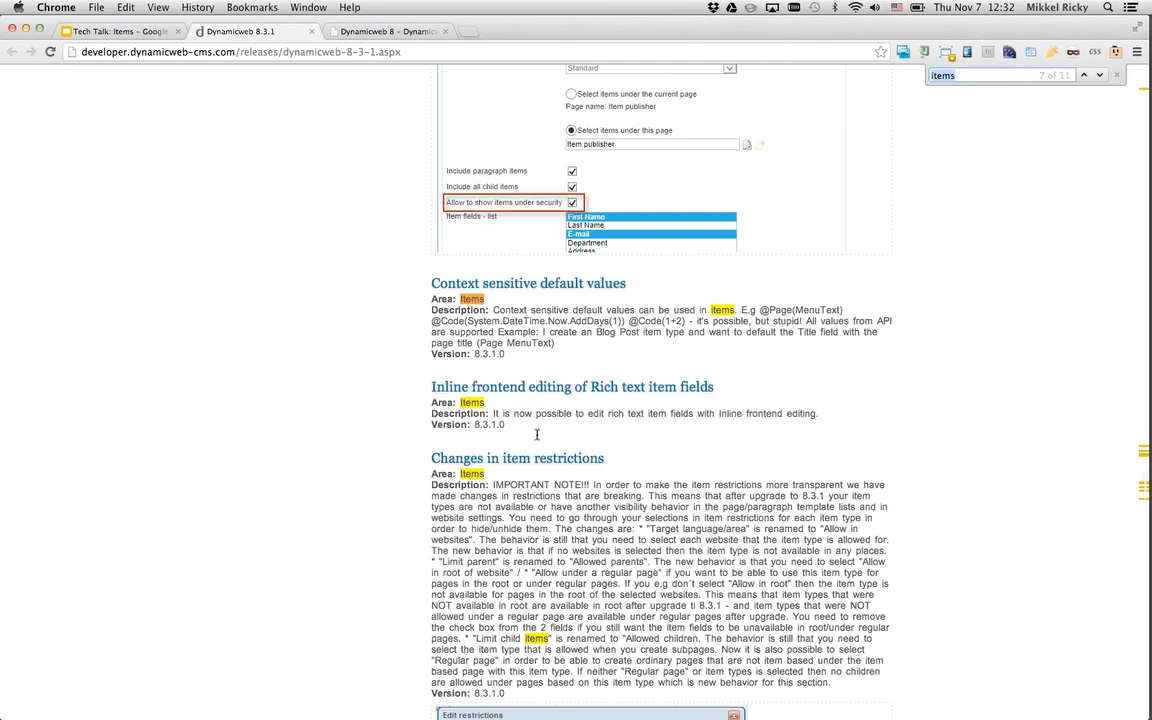 Chrome File Edit View History Bookmarks Window Help Thu Nov 7 12:32 Mikkel Ricky
Tech Talk: Items – Google
Dynamicweb 8.3.1
Dynamicweb 8 – Dynamic
developer.dynamicweb-cms.com/releases/dynamicweb-8-3-1.aspx
css
items 7 of 11
Standard
Select items under the current page
Page name: Item publisher
Select items under this page
Item publisher
Include paragraph items
Include all child items
Allow to show items under security
Item fields - list
First Name
Last Name
E-mail
Department
Address
Context sensitive default values
Area: Items
Description: Context sensitive default values can be used in items. E.g @Page(MenuText)
@Code(System.DateTime.Now.AddDays(1)) @Code(1+2) - it's possible, but stupid! All values from API
are supported Example: I create an Blog Post item type and want to default the Title field with the
page title (Page MenuText)
Version: 8.3.1.0
Inline frontend editing of Rich text item fields
Area: Items
Description: It is now possible to edit rich text item fields with Inline frontend editing.
Version: 8.3.1.0
Changes in item restrictions
Area: Items
Description: IMPORTANT NOTE!!! In order to make the item restrictions more transparent we have
made changes in restrictions that are breaking. This means that after upgrade to 8.3.1 your item
types are not available or have another visibility behavior in the page/paragraph template lists and in
website settings. You need to go through your selections in item restrictions for each item type in
order to hide/unhide them. The changes are: * "Target language/area" is renamed to "Allow in
websites". The behavior is still that you need to select each website that the item type is allowed for.
The new behavior is that if no websites is selected then the item type is not available in any places.
* "Limit parent" is renamed to "Allowed parents". The new behavior is that you need to select "Allow
in root of website" / * "Allow under a regular page" if you want to be able to use this item type for
pages in the root or under regular pages. If you e.g don´t select "Allow in root" then the item type is
not available for pages in the root of the selected websites. This means that item types that were
NOT available in root are available in root after upgrade ti 8.3.1 - and item types that were NOT
allowed under a regular page are available under regular pages after upgrade. You need to remove
the check box from the 2 fields if you still want the item fields to be unavailable in root/under regular
pages. * "Limit child items" is renamed to "Allowed children. The behavior is still that you need to
select the item type that is allowed when you create subpages. Now it is also possible to select
"Regular page" in order to be able to create ordinary pages that are not item based under the item
based page with this item type. If neither "Regular page" or item types is selected then no children
are allowed under pages based on this item type which is new behavior for this section.
Version: 8.3.1.0
Edit restrictions